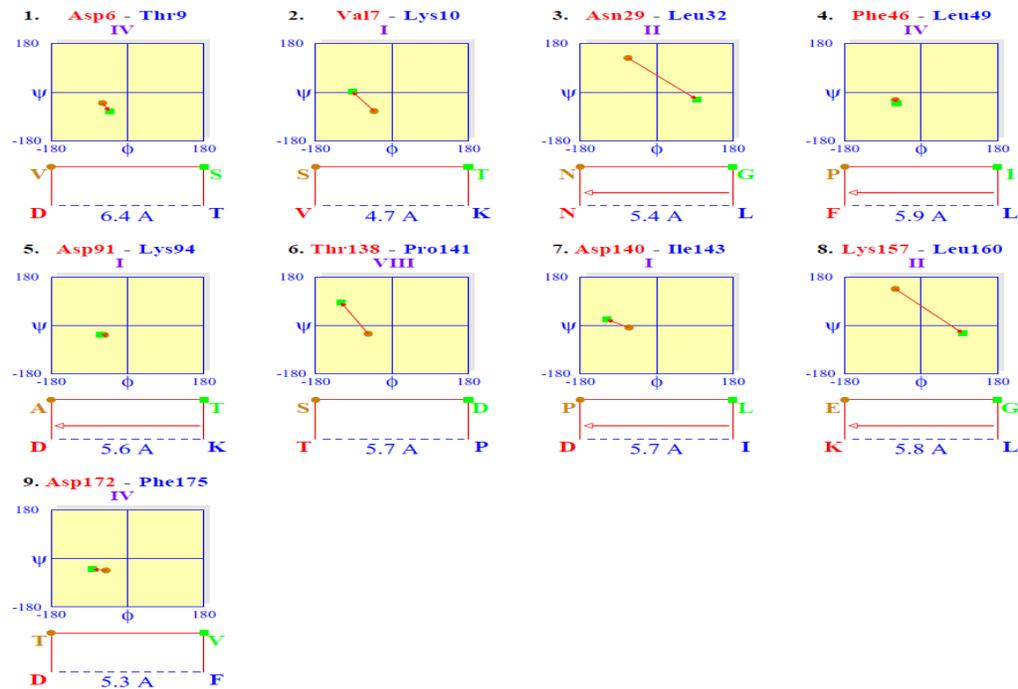 1. Asp6 - Thr9
IV
180
ψ
-180
-180 ϕ 180
V S
D 6.4 A T
2. Val7 - Lys10
I
180
ψ
-180
-180 ϕ 180
S T
V 4.7 A K
3. Asn29 - Leu32
II
180
ψ
-180
-180 ϕ 180
N G
N 5.4 A L
4. Phe46 - Leu49
IV
180
ψ
-180
-180 ϕ 180
P I
F 5.9 A L
5. Asp91 - Lys94
I
180
ψ
-180
-180 ϕ 180
A T
D 5.6 A K
6. Thr138 - Pro141
VIII
180
ψ
-180
-180 ϕ 180
S D
T 5.7 A P
7. Asp140 - Ile143
I
180
ψ
-180
-180 ϕ 180
P L
D 5.7 A I
8. Lys157 - Leu160
II
180
ψ
-180
-180 ϕ 180
E G
K 5.8 A L
9. Asp172 - Phe175
IV
180
ψ
-180
-180 ϕ 180
T V
D 5.3 A F